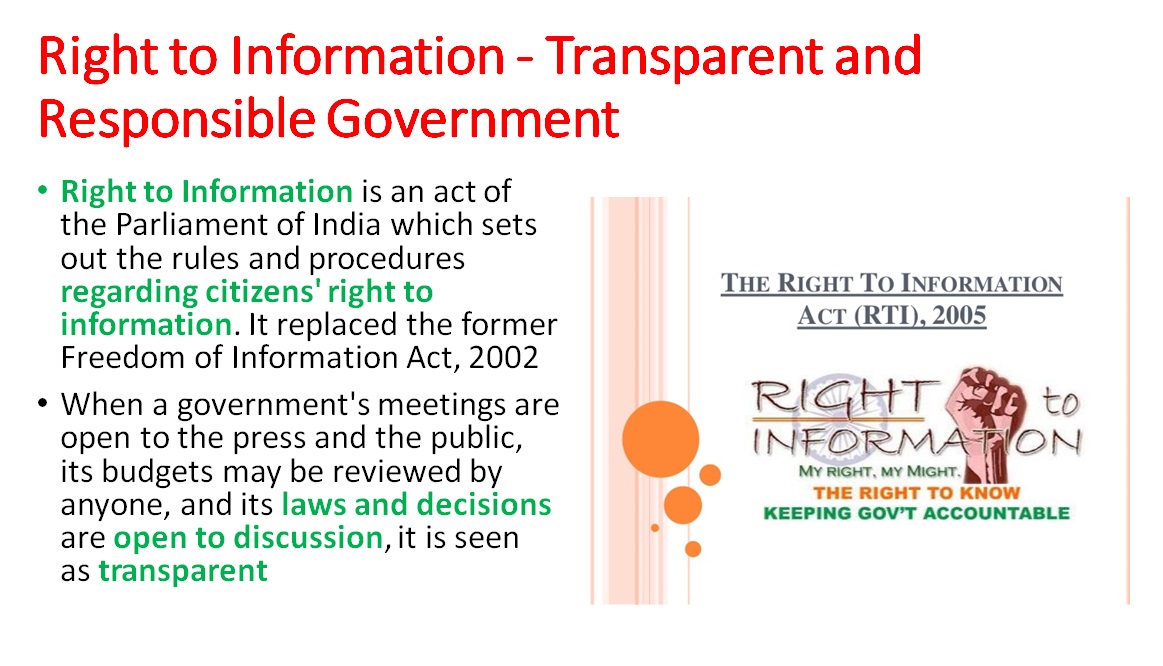 Right to Information - Transparent and
Responsible Government
• Right to Information is an act of
the Parliament of India which sets
out the rules and procedures
regarding citizens' right to
information. It replaced the former
Freedom of Information Act, 2002
• When a government's meetings are
open to the press and the public,
its budgets may be reviewed by
anyone, and its laws and decisions
are open to discussion, it is seen
as transparent
THE RIGHT TO INFORMATION
ACT (RTI), 2005
RIGHT to
INFORMATION
MY RIGHT, MY MIGHT.
THE RIGHT TO KNOW
KEEPING GOV'T ACCOUNTABLE